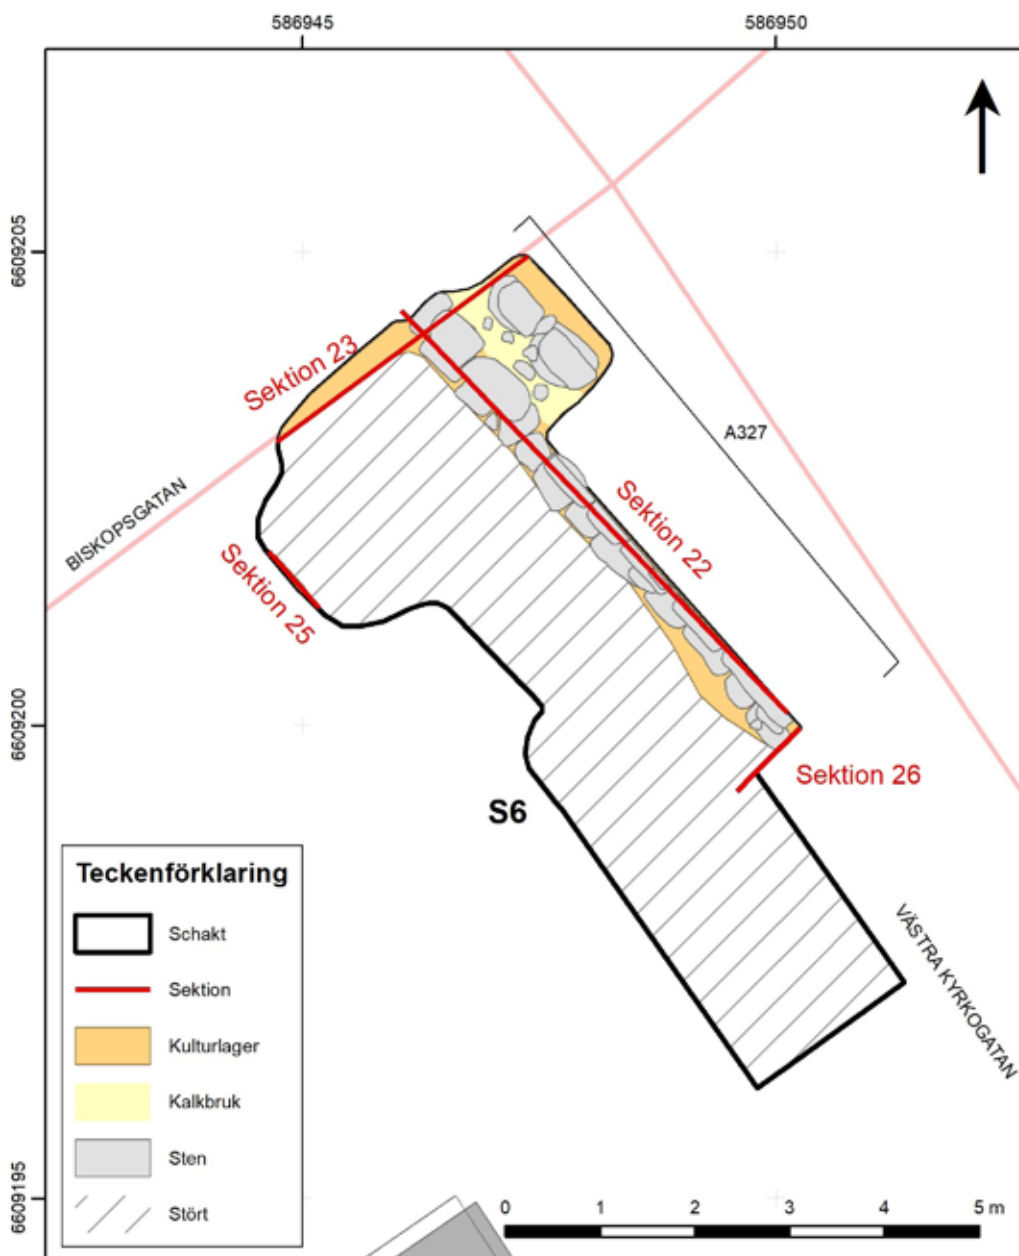 586945
586950
6609205
Sektion 23
A327
BISKOPSGATAN
Sektion 22
Sektion 25
6609200
Sektion 26
S6
Teckenförklaring
Schakt
Sektion
Kulturlager
Kalkbruk
Sten
Stört
VÄSTRA KYRKOGATAN
6609195
0 1 2 3 4 5 m